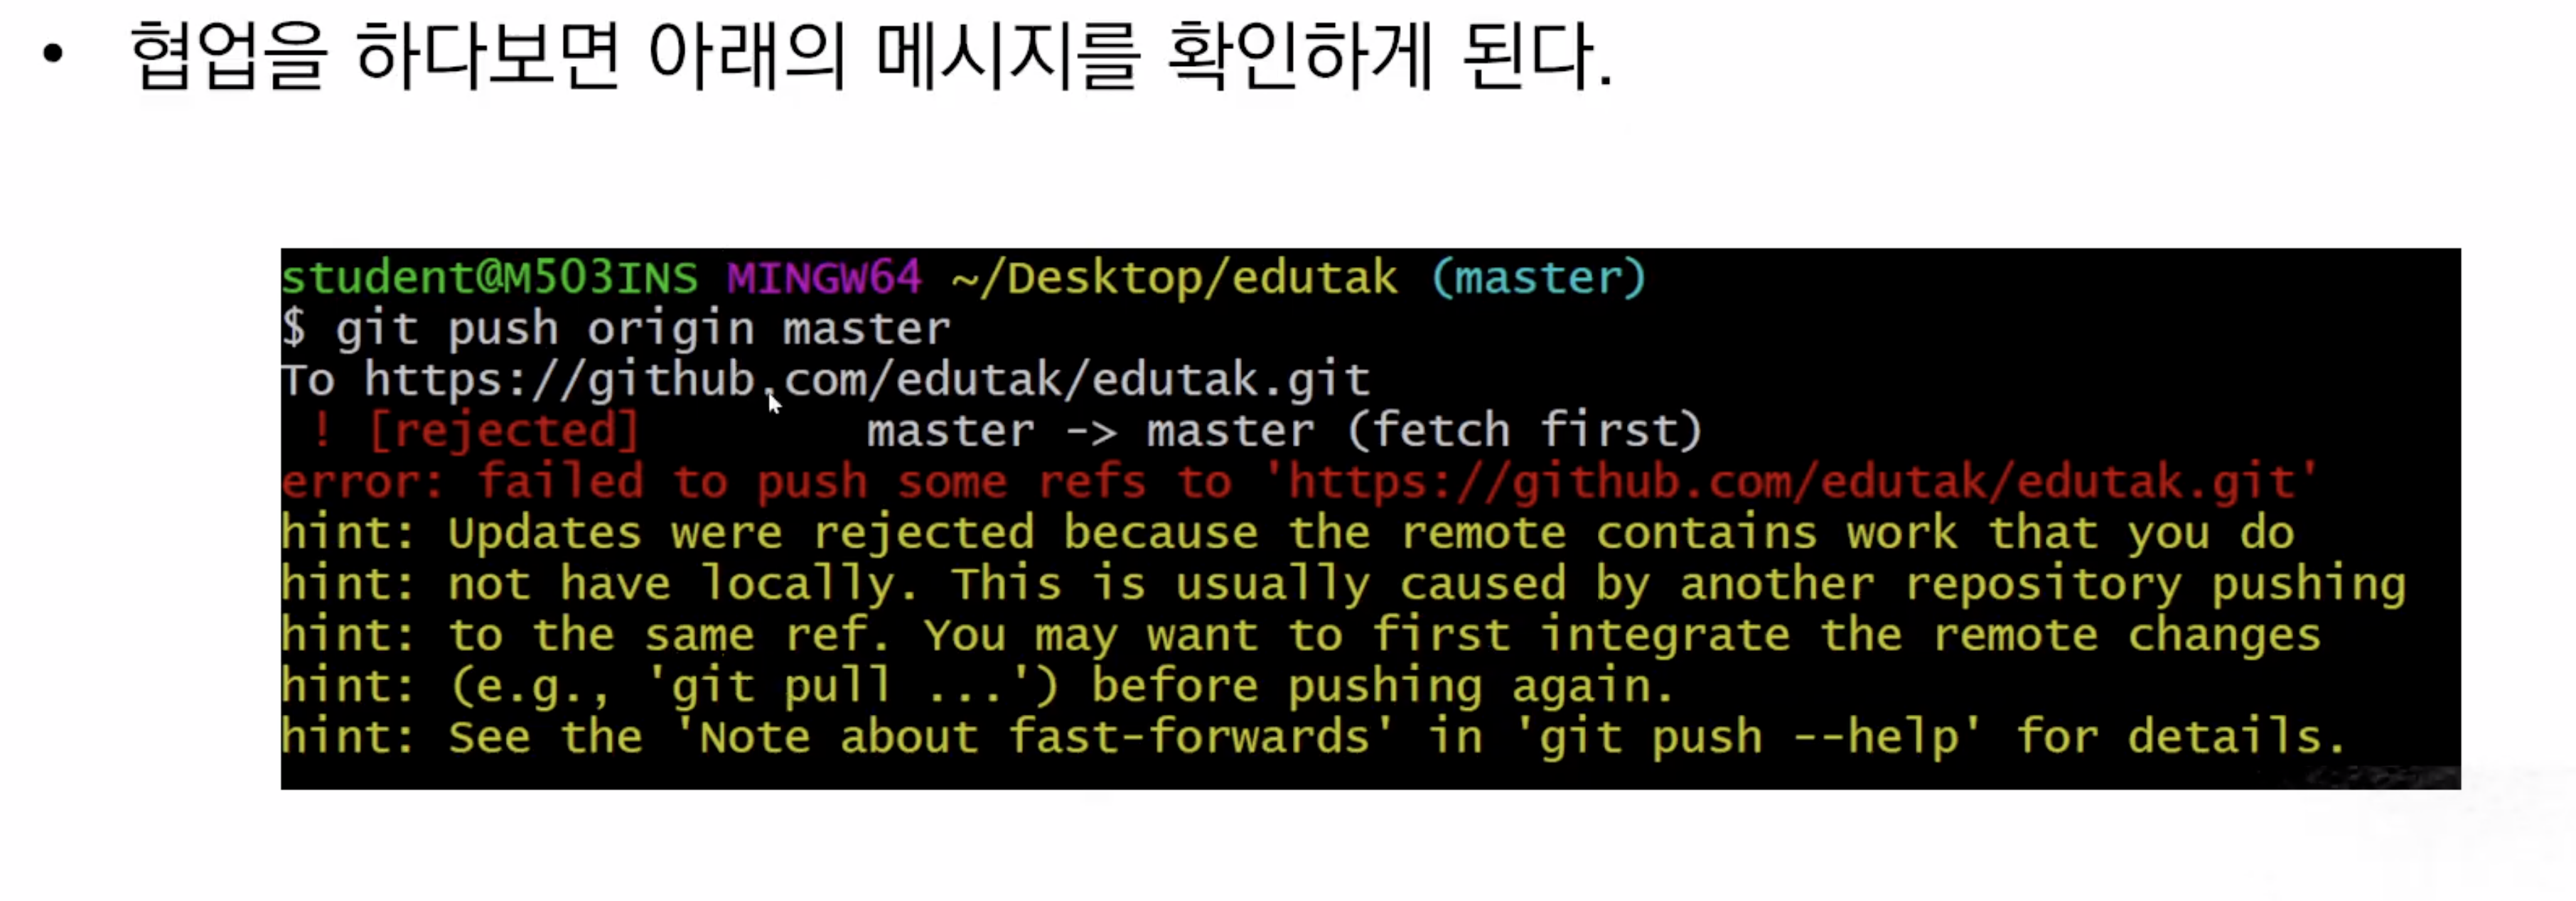 • 협업을 하다보면 아래의 메시지를 확인하게 된다.
student@M503INS MINGW64 ~/Desktop/edutak (master)
$ git push origin master
To https://github.com/edutak/edutak.git
! [rejected] master -> master (fetch first)
error: failed to push some refs to 'https://github.com/edutak/edutak.git'
hint: Updates were rejected because the remote contains work that you do
hint: not have locally. This is usually caused by another repository pushing
hint: to the same ref. You may want to first integrate the remote changes
hint: (e.g., 'git pull ...') before pushing again.
hint: See the 'Note about fast-forwards' in 'git push --help' for details.